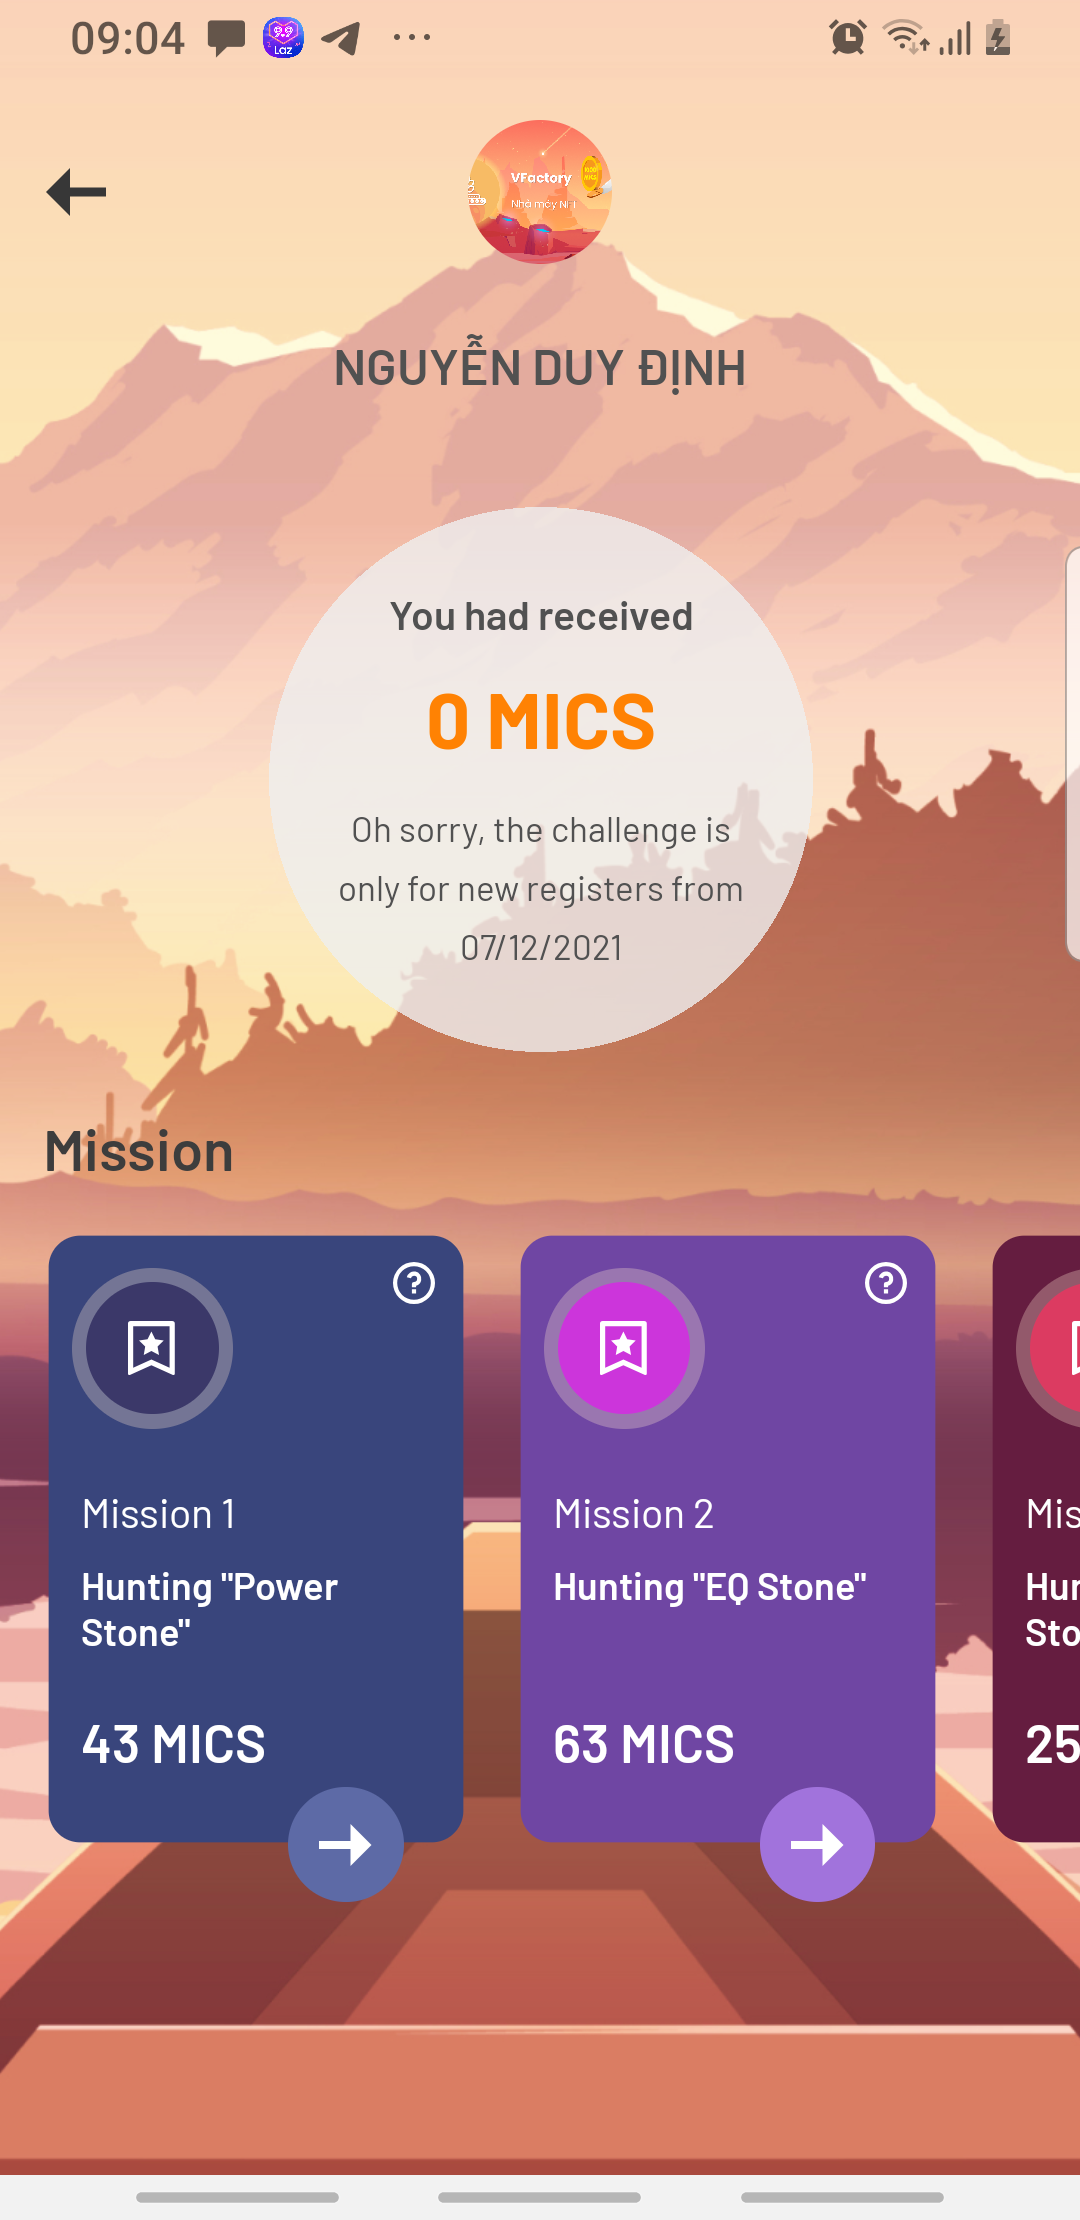 09:04
Laz
VFactory
Nhà máy NFT
NGUYỄN DUY ĐỊNH
You had received
0 MICS
Oh sorry, the challenge is
only for new registers from
07/12/2021
Mission
Mission 1
Hunting "Power
Stone"
43 MICS
Mission 2
Hunting "EQ Stone"
63 MICS
Mis
Hur
Sto
25